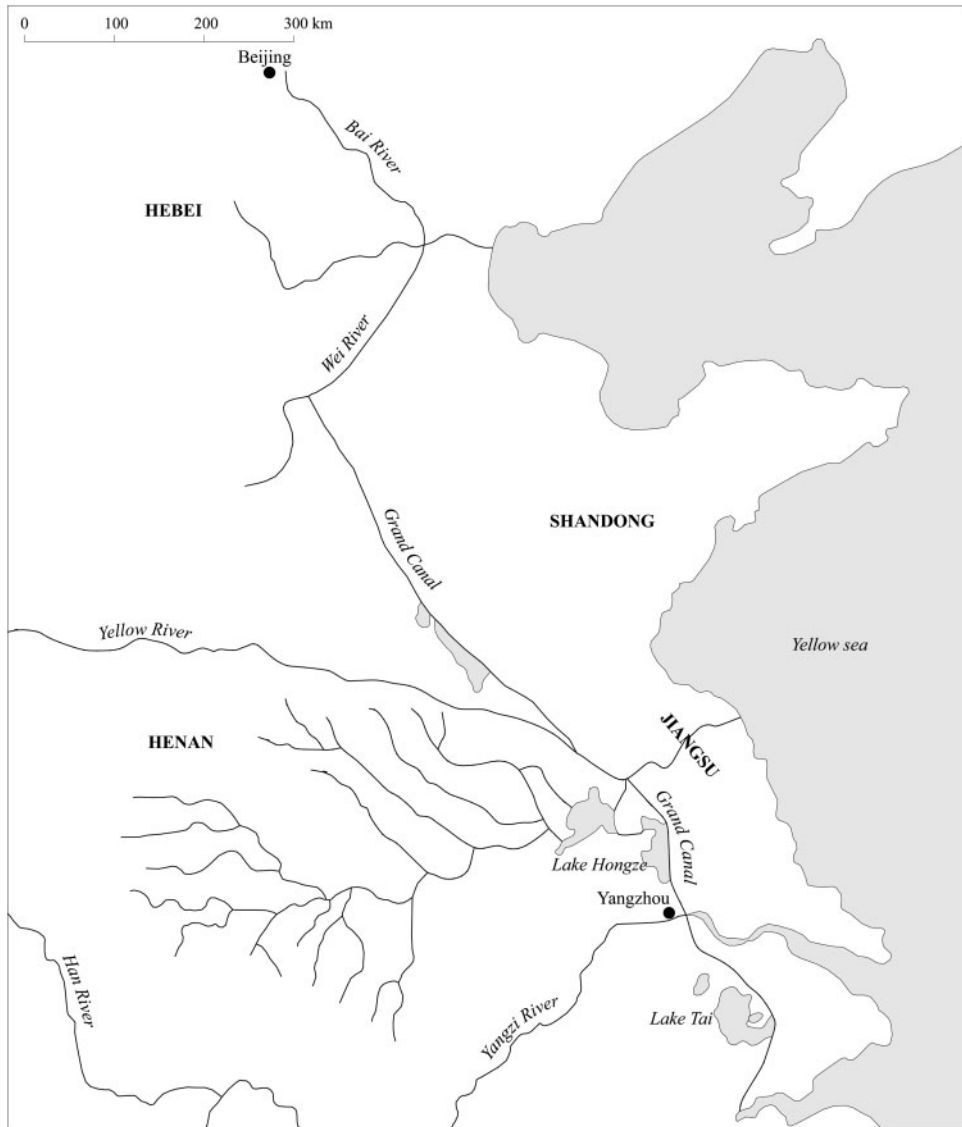 0 100 200 300 km
Beijing
Bai River
HEBEI
Wei River
Grand Canal
SHANDONG
Yellow River
Yellow sea
HENAN
JIANGSU
Grand Canal
Lake Hongze
Yangzhou
Han River
Yangzi River
Lake Tai